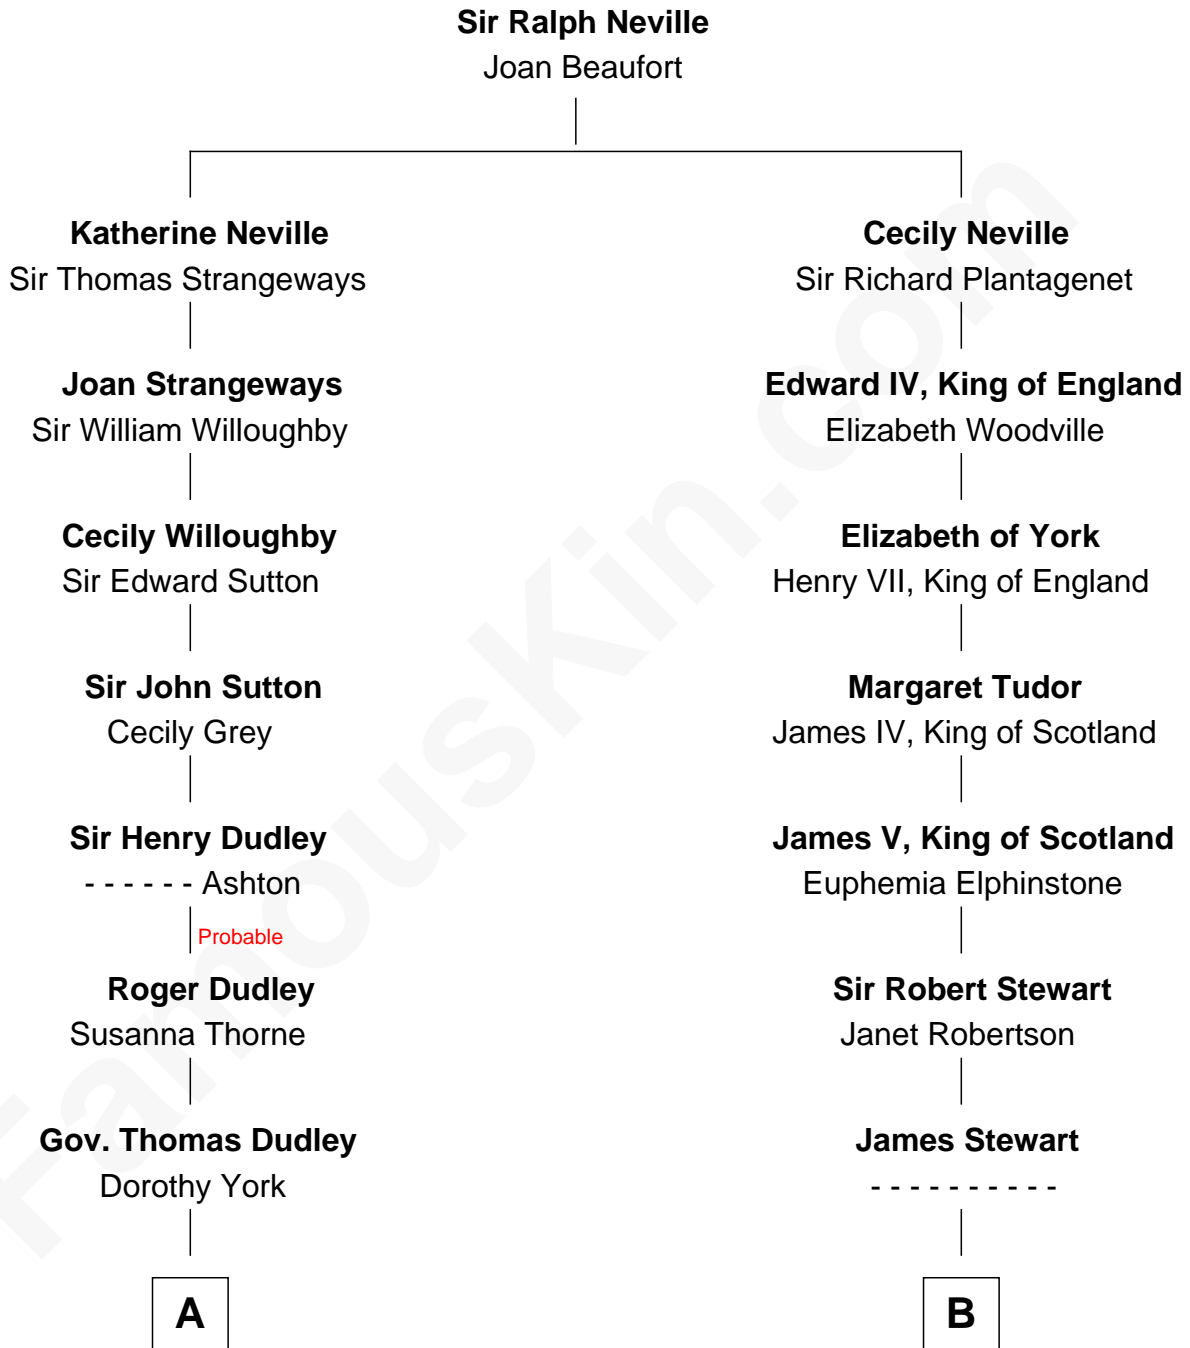 Sir Ralph Neville
Joan Beaufort
Katherine Neville
Sir Thomas Strangeways
Joan Strangeways
Sir William Willoughby
Cecily Willoughby
Sir Edward Sutton
Sir John Sutton
Cecily Grey
Sir Henry Dudley
- - - - - - Ashton
Probable
Roger Dudley
Susanna Thorne
Gov. Thomas Dudley
Dorothy York
A
Cecily Neville
Sir Richard Plantagenet
Edward IV, King of England
Elizabeth Woodville
Elizabeth of York
Henry VII, King of England
Margaret Tudor
James IV, King of Scotland
James V, King of Scotland
Euphemia Elphinstone
Sir Robert Stewart
Janet Robertson
James Stewart
- - - - - - - - - -
B
FamousKin.com